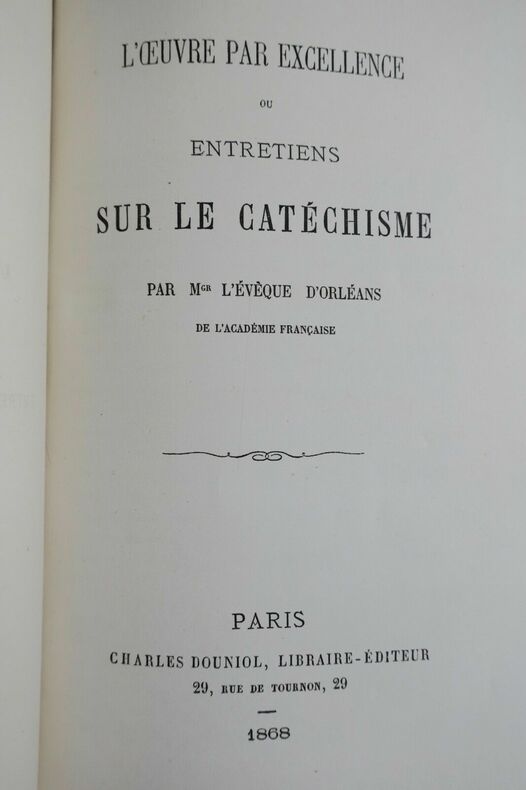 L'ŒUVRE PAR EXCELLENCE
OU
ENTRETIENS
SUR LE CATÉCHISME
PAR MGR L'ÉVÈQUE D'ORLÉANS
DE L'ACADÉMIE FRANÇAISE
PARIS
CHARLES DOUNIOL, LIBRAIRE-ÉDITEUR
29, RUE DE TOURNON, 29
1868